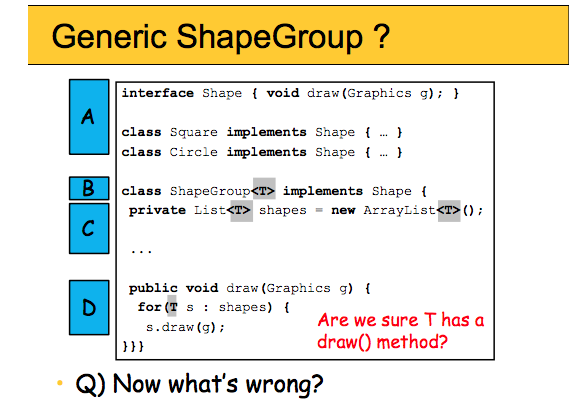 Generic ShapeGroup ?
A
interface Shape { void draw(Graphics g); }
class Square implements Shape { … }
class Circle implements Shape { … }
B
class ShapeGroup<T> implements Shape {
C
private List<T> shapes = new ArrayList<T>();
...
public void draw(Graphics g) {
D
for(T s : shapes) {
s.draw(g);
}}}
Are we sure T has a
draw() method?
• Q) Now what's wrong?